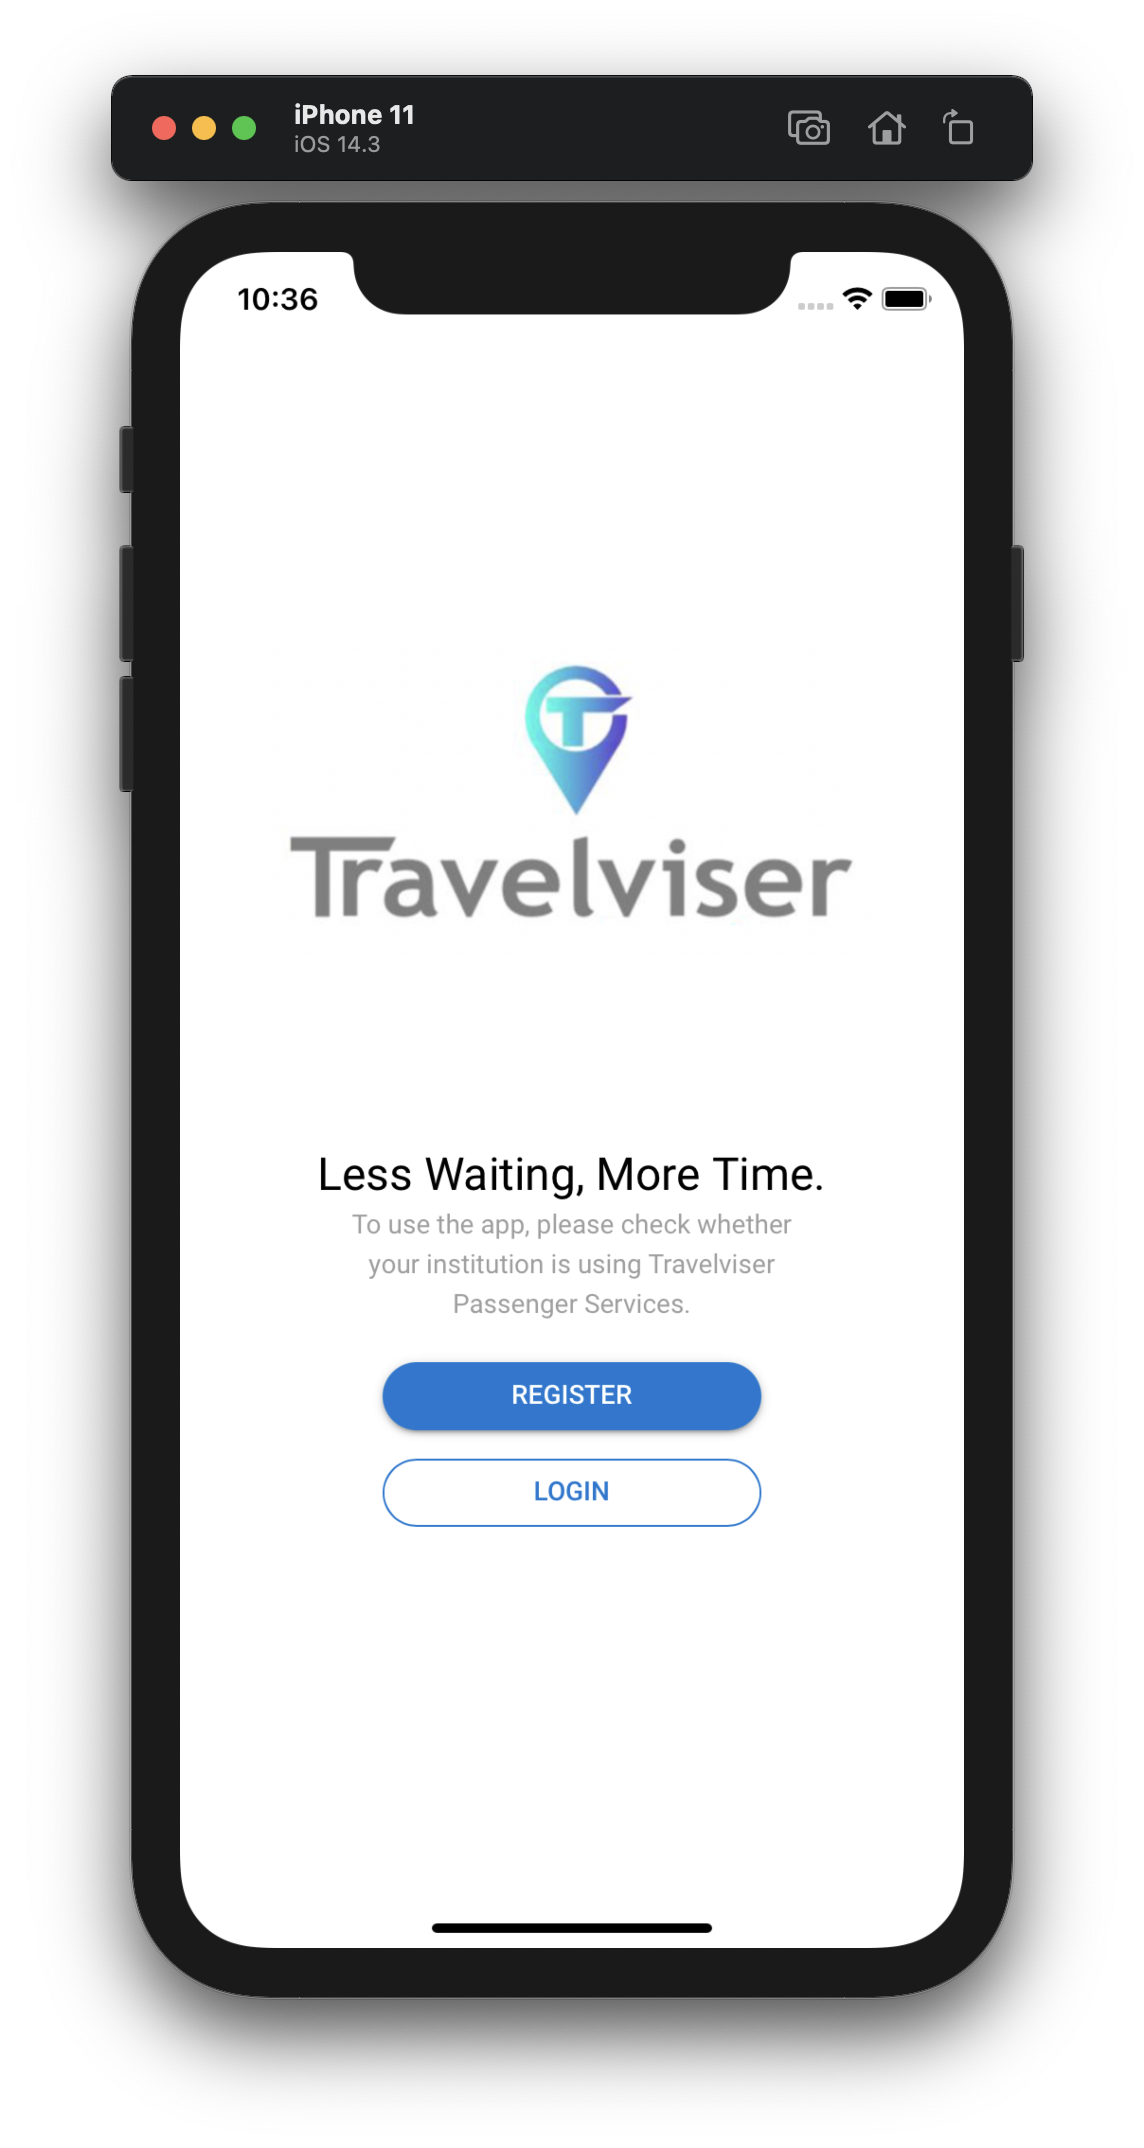 iPhone 11
iOS 14.3
10:36
T
Travelviser
Less Waiting, More Time.
To use the app, please check whether
your institution is using Travelviser
Passenger Services.
REGISTER
LOGIN